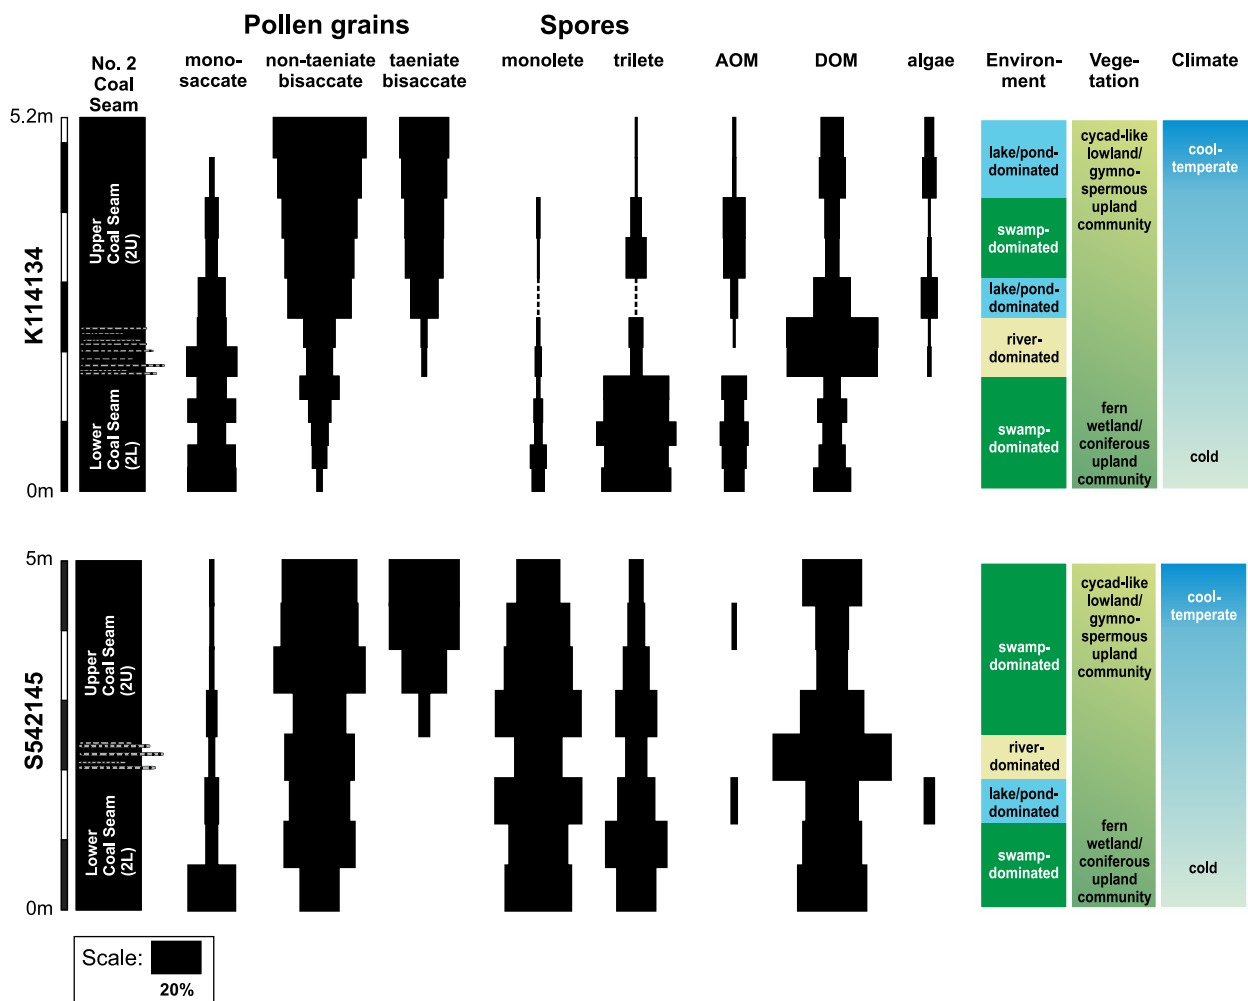 Pollen grains
Spores
No. 2
Coal
Seam
mono-
saccate
non-taeniate
bisaccate
taeniate
bisaccate
monolete
trilete
AOM
DOM
algae
Environ-
ment
Vege-
tation
Climate
K114134
5.2m
0m
Upper
Coal Seam
(2U)
Lower
Coal Seam
(2L)
lake/pond-
dominated
swamp-
dominated
lake/pond-
dominated
river-
dominated
swamp-
dominated
cycad-like
lowland/
gymno-
spermous
upland
community
fern
wetland/
coniferous
upland
community
cool-
temperate
cold
S542145
5m
0m
Upper
Coal Seam
(2U)
Lower
Coal Seam
(2L)
swamp-
dominated
river-
dominated
lake/pond-
dominated
swamp-
dominated
cycad-like
lowland/
gymno-
spermous
upland
community
fern
wetland/
coniferous
upland
community
cool-
temperate
cold
Scale:
20%